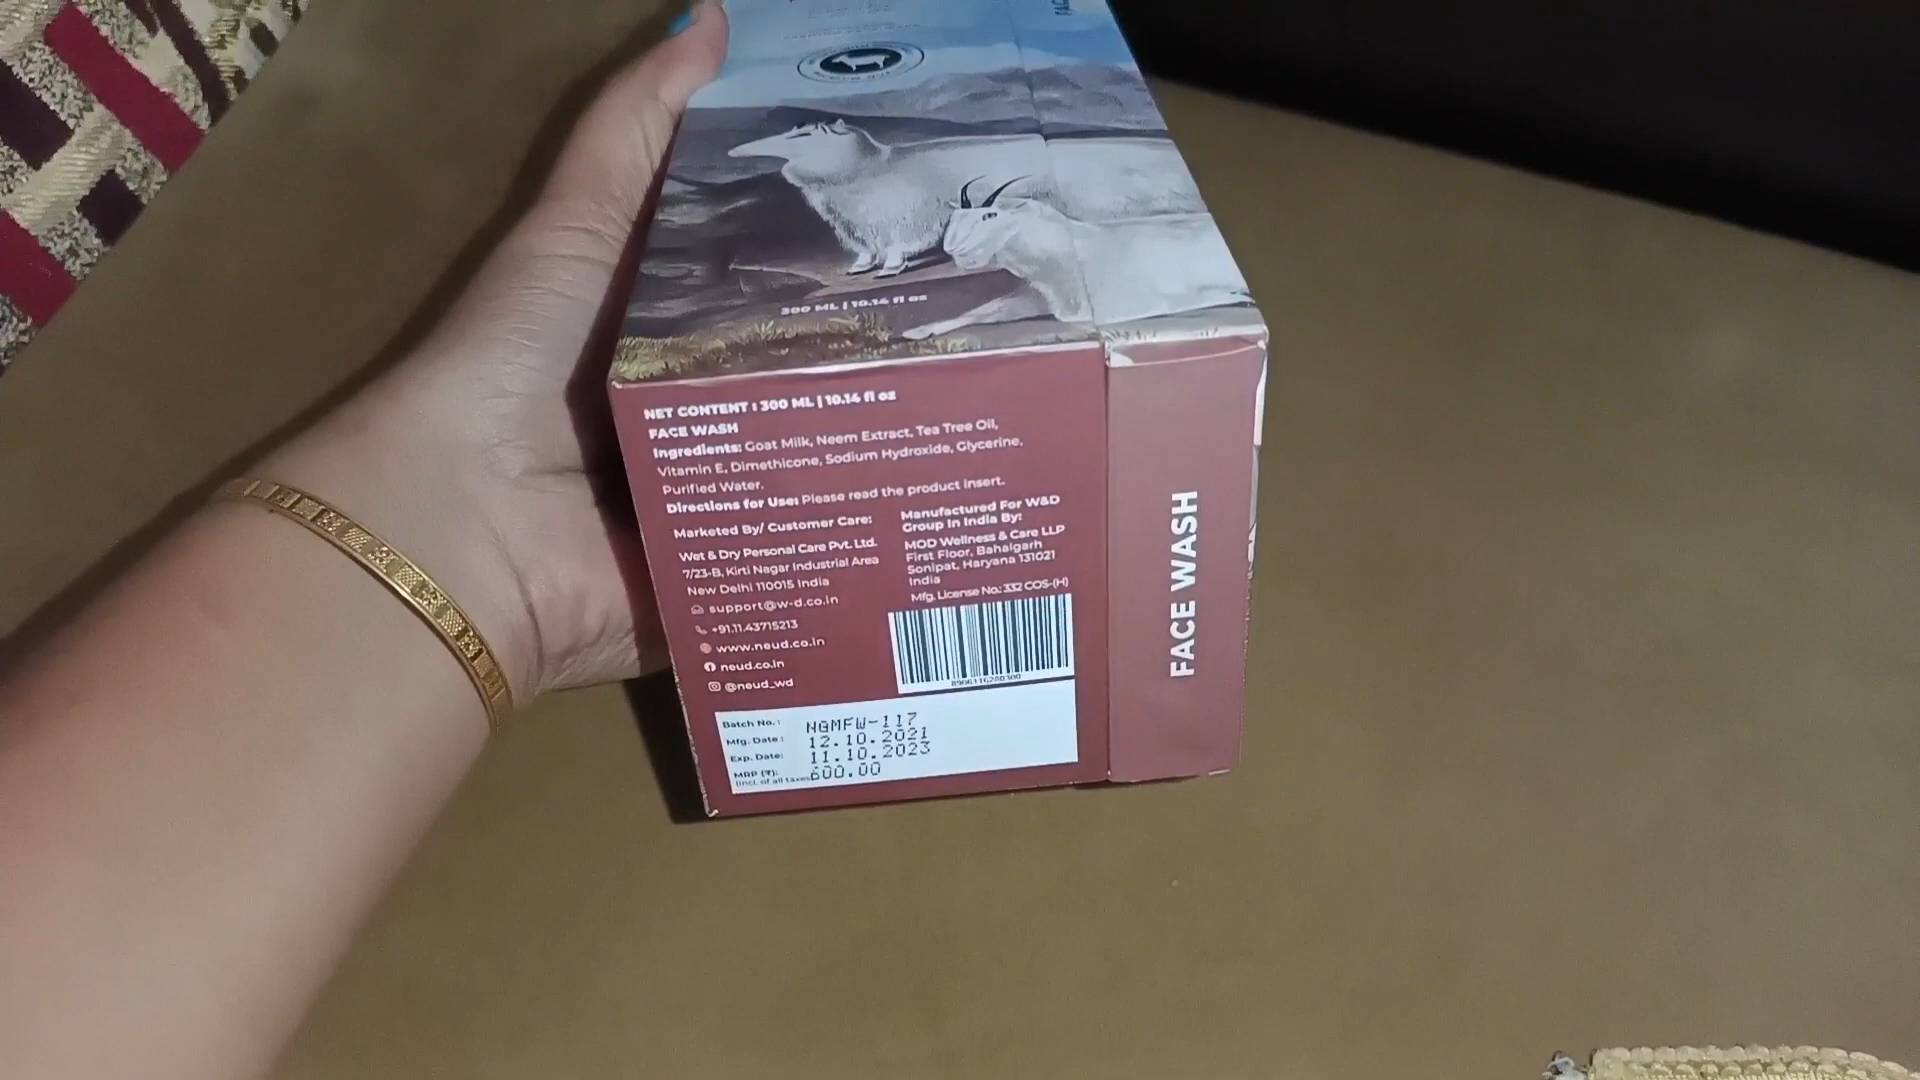 300 ML | 10.14 fl oz
NET CONTENT : 300 ML | 10.14 fl oz
FACE WASH
Ingredients: Goat Milk, Neem Extract, Tea Tree Oil,
Vitamin E, Dimethicone, Sodium Hydroxide, Glycerine,
Purified Water.
Directions for Use: Please read the product insert.
Marketed By/ Customer Care:
Wet & Dry Personal Care Pvt. Ltd.
7/23-B, Kirti Nagar Industrial Area
New Delhi 110015 India
support@w-d.co.in
+91.11.43715213
www.neud.co.in
neud.co.in
@neud_wd
Manufactured For W&D
Group In India By:
MOD Wellness & Care LLP
First Floor, Bahalgarh
Sonipat, Haryana 131021
India
Mfg. License No.: 332 COS-(H)
8906116280300
Batch No. : NGMFW-117
Mfg. Date : 12.10.2021
Exp. Date: 11.10.2023
MRP (₹): 600.00
(Incl. of all taxes)
FACE WASH